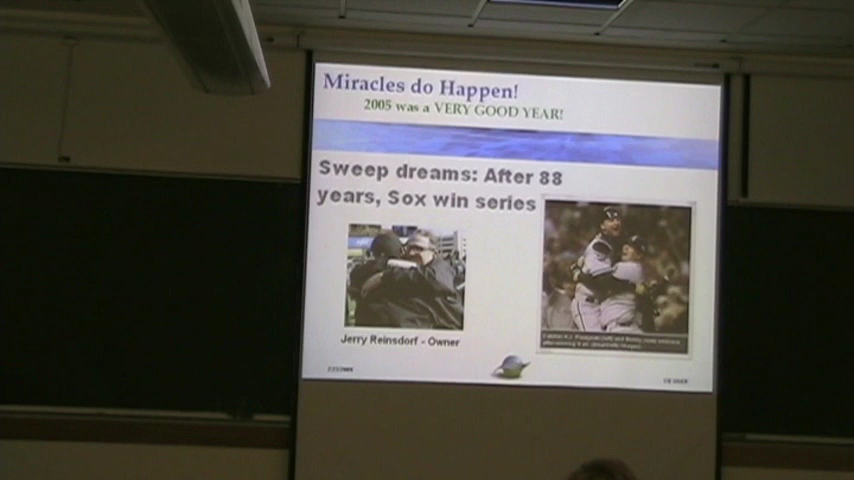 Miracles do Happen!
2005 was a VERY GOOD YEAR!
Sweep dreams: After 88
years, Sox win series
Jerry Reinsdorf - Owner